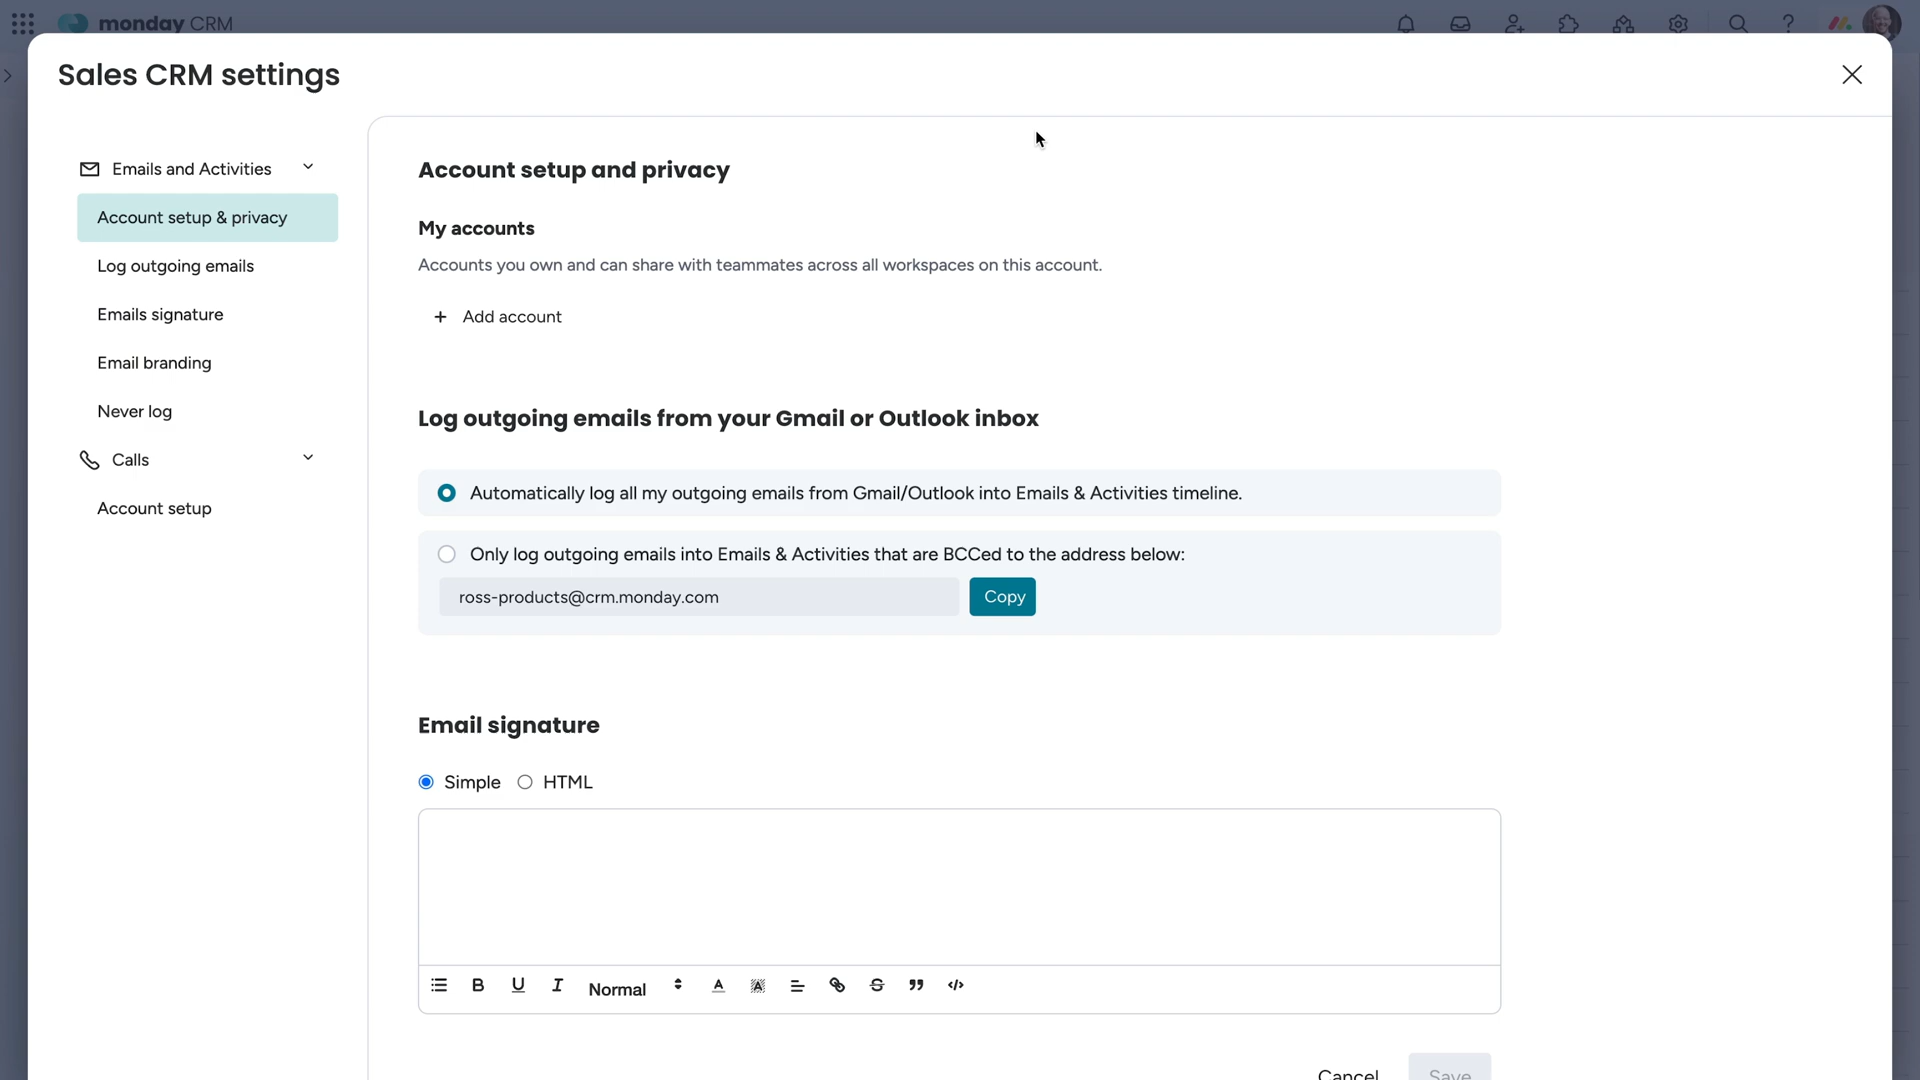 monday CRM
Sales CRM settings
Emails and Activities
Account setup & privacy
Log outgoing emails
Emails signature
Email branding
Never log
Calls
Account setup
Account setup and privacy
My accounts
Accounts you own and can share with teammates across all workspaces on this account.
+ Add account
Log outgoing emails from your Gmail or Outlook inbox
Automatically log all my outgoing emails from Gmail/Outlook into Emails & Activities timeline.
Only log outgoing emails into Emails & Activities that are BCCed to the address below:
ross-products@crm.monday.com Copy
Email signature
Simple HTML
Normal
Cancel Save